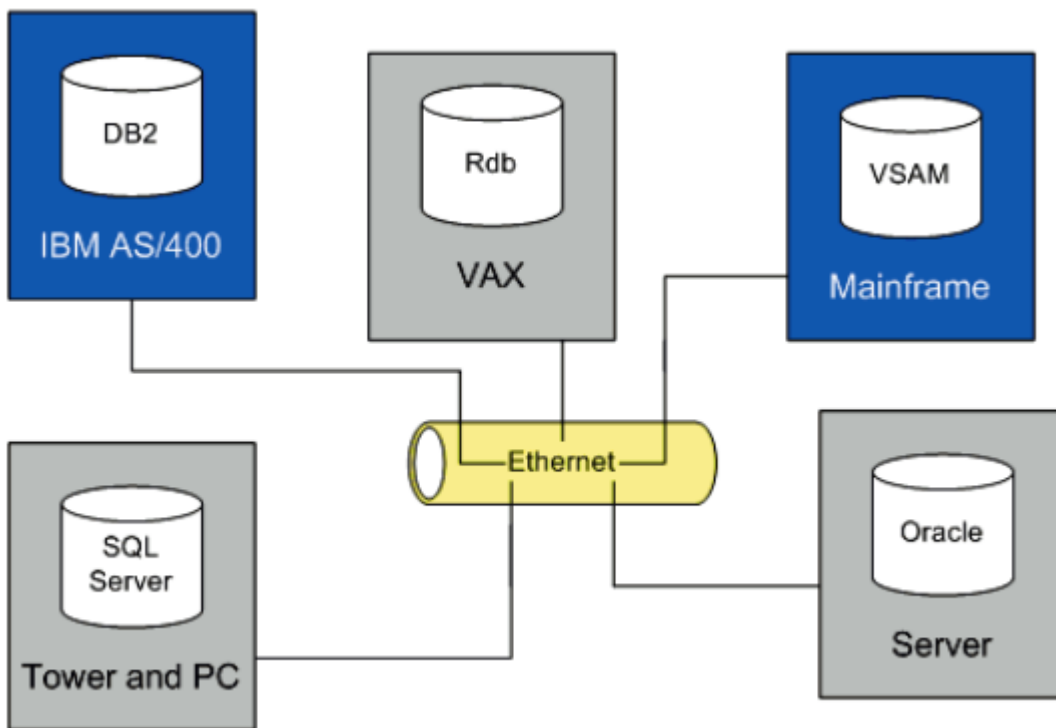 DB2
IBM AS/400
Rdb
VAX
VSAM
Mainframe
Ethernet
SQL
Server
Tower and PC
Oracle
Server